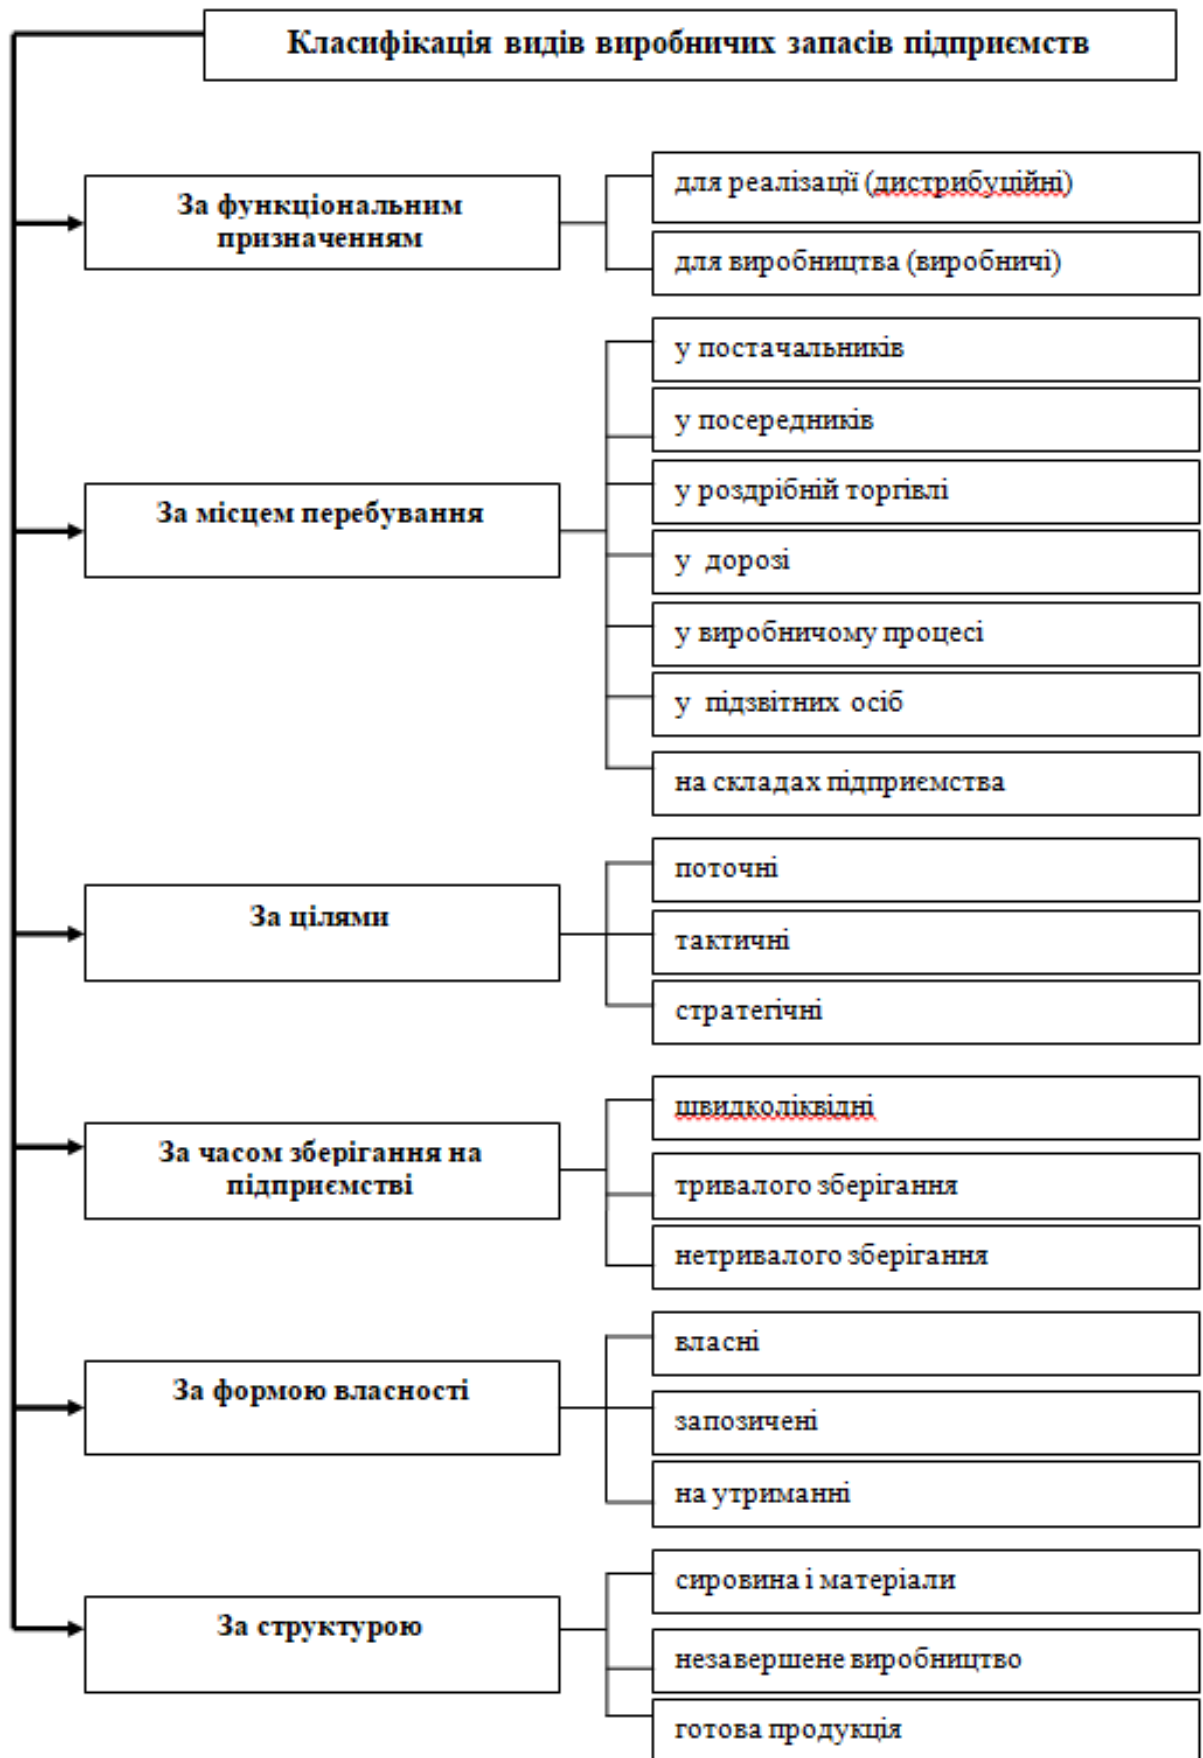 Класифікація видів виробничих запасів підприємств
За функціональним
призначенням
для реалізації (дистрибуційні)
для виробництва (виробничі)
За місцем перебування
у постачальників
у посередників
у роздрібній торгівлі
у дорозі
у виробничому процесі
у підзвітних осіб
на складах підприємства
За цілями
поточні
тактичні
стратегічні
За часом зберігання на
підприємстві
швидколіквідні
тривалого зберігання
нетривалого зберігання
За формою власності
власні
запозичені
на утриманні
За структурою
сировина і матеріали
незавершене виробництво
готова продукція